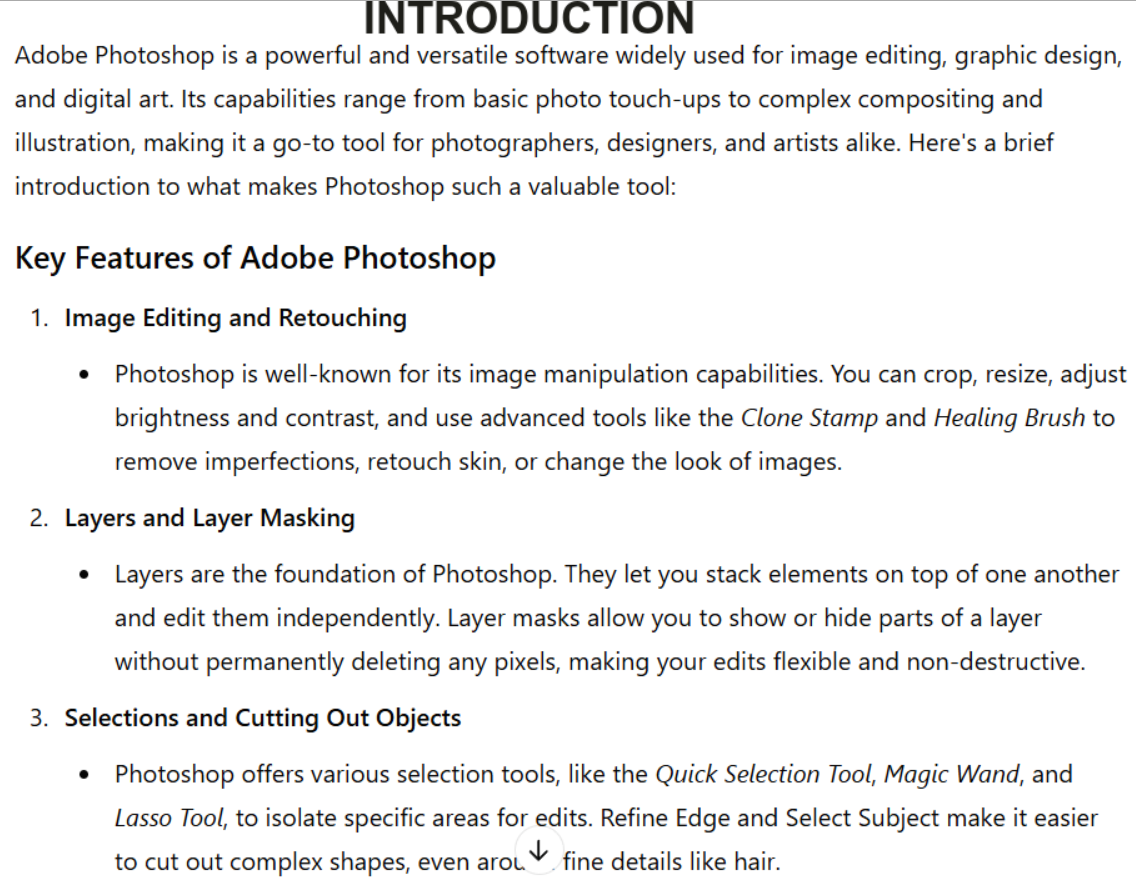 INTRODUCTION
Adobe Photoshop is a powerful and versatile software widely used for image editing, graphic design,
and digital art. Its capabilities range from basic photo touch-ups to complex compositing and
illustration, making it a go-to tool for photographers, designers, and artists alike. Here's a brief
introduction to what makes Photoshop such a valuable tool:
Key Features of Adobe Photoshop
1. Image Editing and Retouching
• Photoshop is well-known for its image manipulation capabilities. You can crop, resize, adjust
brightness and contrast, and use advanced tools like the Clone Stamp and Healing Brush to
remove imperfections, retouch skin, or change the look of images.
2. Layers and Layer Masking
• Layers are the foundation of Photoshop. They let you stack elements on top of one another
and edit them independently. Layer masks allow you to show or hide parts of a layer
without permanently deleting any pixels, making your edits flexible and non-destructive.
3. Selections and Cutting Out Objects
• Photoshop offers various selection tools, like the Quick Selection Tool, Magic Wand, and
Lasso Tool, to isolate specific areas for edits. Refine Edge and Select Subject make it easier
to cut out complex shapes, even fine details like hair.